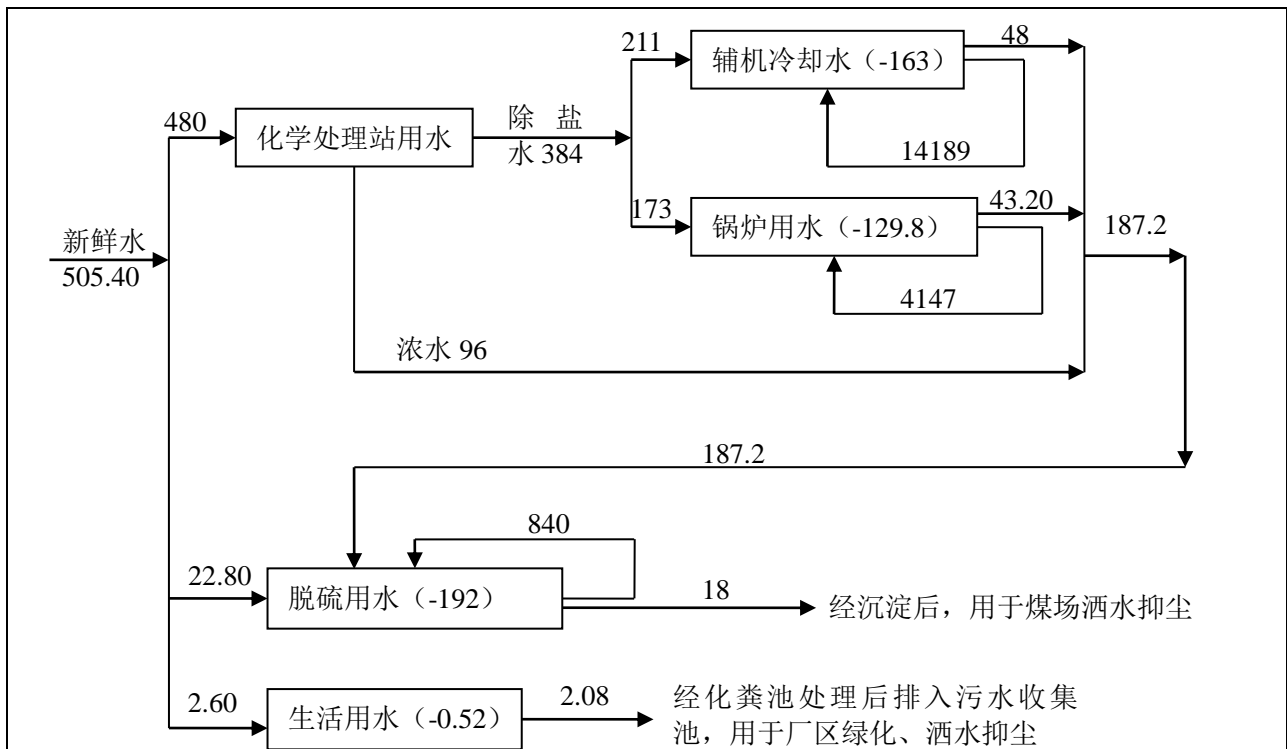 211
辅机冷却水（-163）
48
14189
480
化学处理站用水
除 盐
水 384
173
锅炉用水（-129.8）
43.20
4147
187.2
新鲜水
505.40
浓水 96
187.2
840
22.80
脱硫用水（-192）
18
经沉淀后，用于煤场洒水抑尘
2.60
生活用水（-0.52）
2.08
经化粪池处理后排入污水收集
池，用于厂区绿化、洒水抑尘